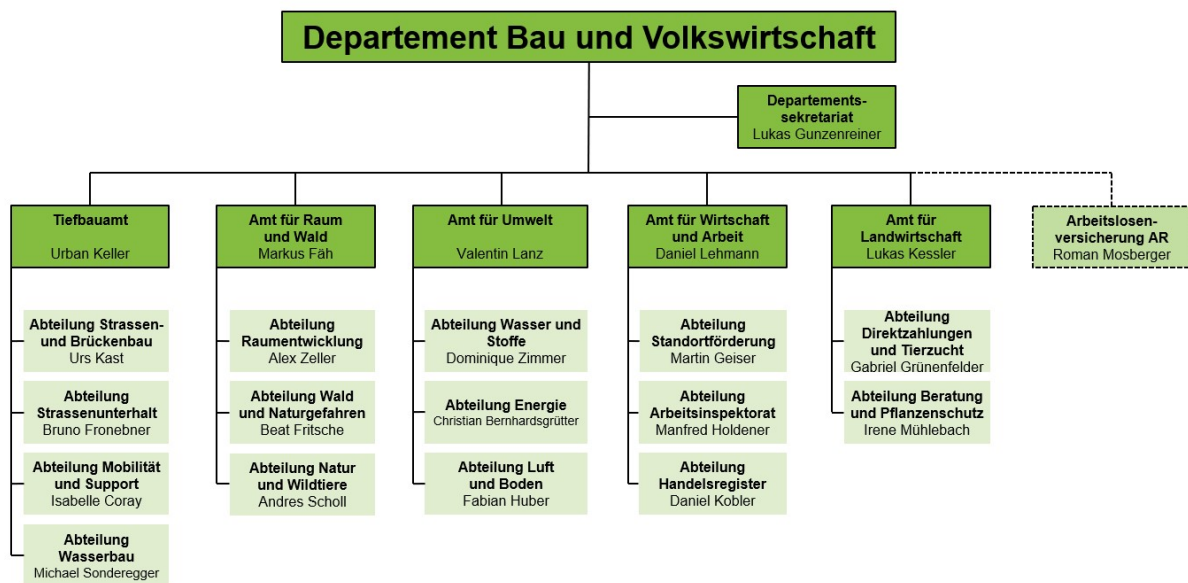 Departement Bau und Volkswirtschaft
Departements-
sekretariat
Lukas Gunzenreiner
Tiefbauamt
Urban Keller
Amt für Raum
und Wald
Markus Fäh
Amt für Umwelt
Valentin Lanz
Amt für Wirtschaft
und Arbeit
Daniel Lehmann
Amt für
Landwirtschaft
Lukas Kessler
Arbeitslosen-
versicherung AR
Roman Mosberger
Abteilung Strassen-
und Brückenbau
Urs Kast
Abteilung
Strassenunterhalt
Bruno Fronebner
Abteilung Mobilität
und Support
Isabelle Coray
Abteilung
Wasserbau
Michael Sonderegger
Abteilung
Raumentwicklung
Alex Zeller
Abteilung Wald
und Naturgefahren
Beat Fritsche
Abteilung Natur
und Wildtiere
Andres Scholl
Abteilung Wasser und
Stoffe
Dominique Zimmer
Abteilung Energie
Christian Bernhardsgrütter
Abteilung Luft
und Boden
Fabian Huber
Abteilung
Standortförderung
Martin Geiser
Abteilung
Arbeitsinspektorat
Manfred Holdener
Abteilung
Handelsregister
Daniel Kobler
Abteilung
Direktzahlungen
und Tierzucht
Gabriel Grünenfelder
Abteilung Beratung
und Pflanzenschutz
Irene Mühlebach